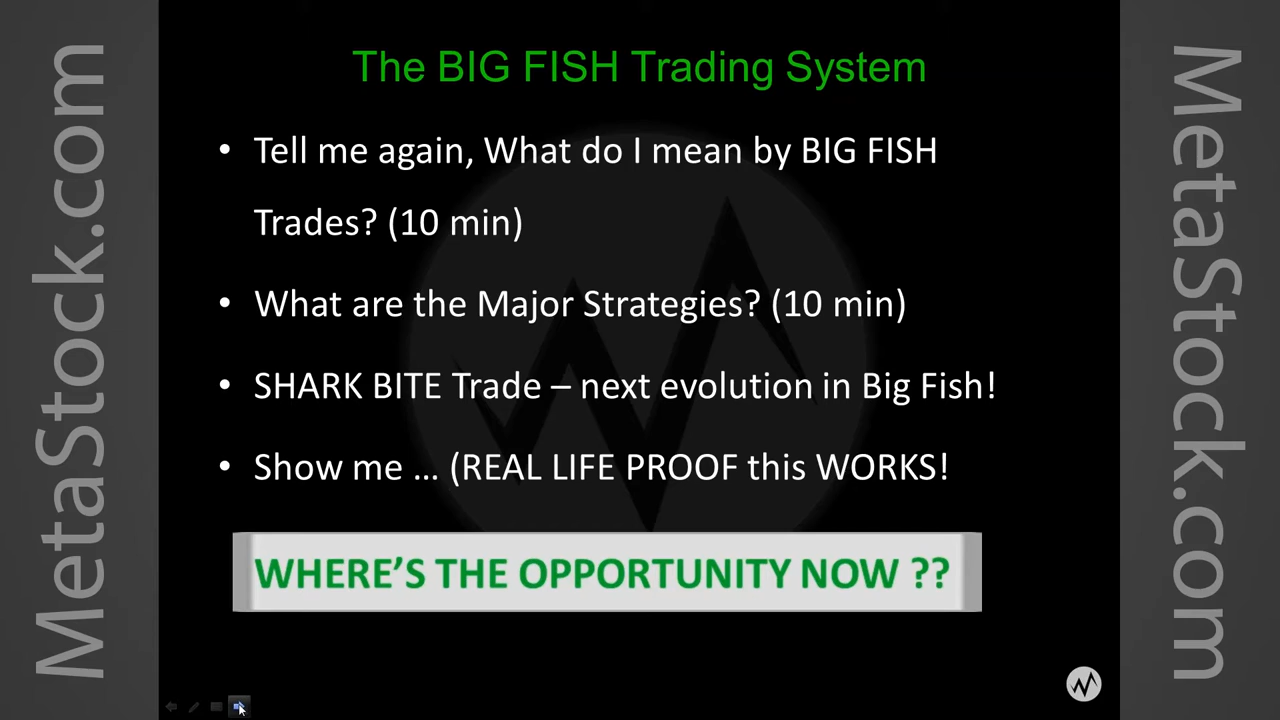 MetaStock.com
The BIG FISH Trading System
• Tell me again, What do I mean by BIG FISH
Trades? (10 min)
• What are the Major Strategies? (10 min)
• SHARK BITE Trade – next evolution in Big Fish!
• Show me … (REAL LIFE PROOF this WORKS!
WHERE’S THE OPPORTUNITY NOW ??
MetaStock.com